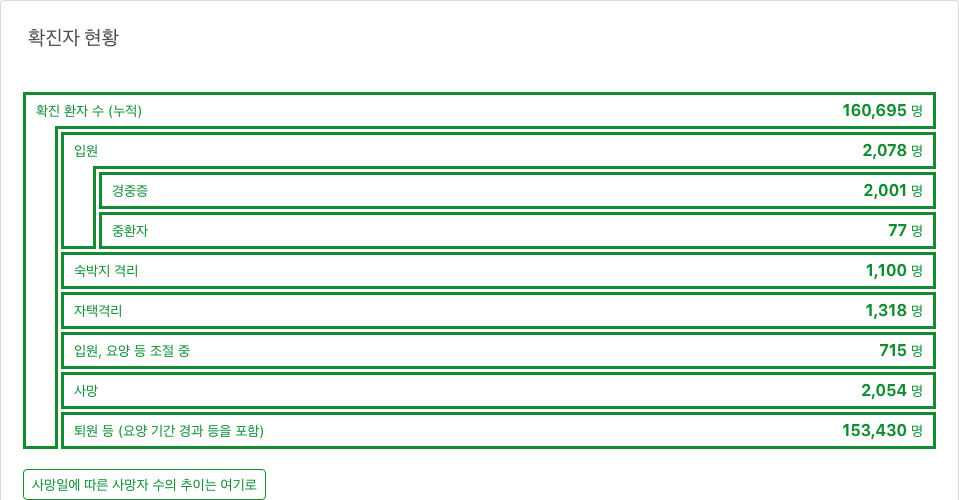 확진자 현황
확진 환자 수 (누적) 160,695 명
입원 2,078 명
경중증 2,001 명
중환자 77 명
숙박지 격리 1,100 명
자택격리 1,318 명
입원, 요양 등 조절 중 715 명
사망 2,054 명
퇴원 등 (요양 기간 경과 등을 포함) 153,430 명
사망일에 따른 사망자 수의 추이는 여기로